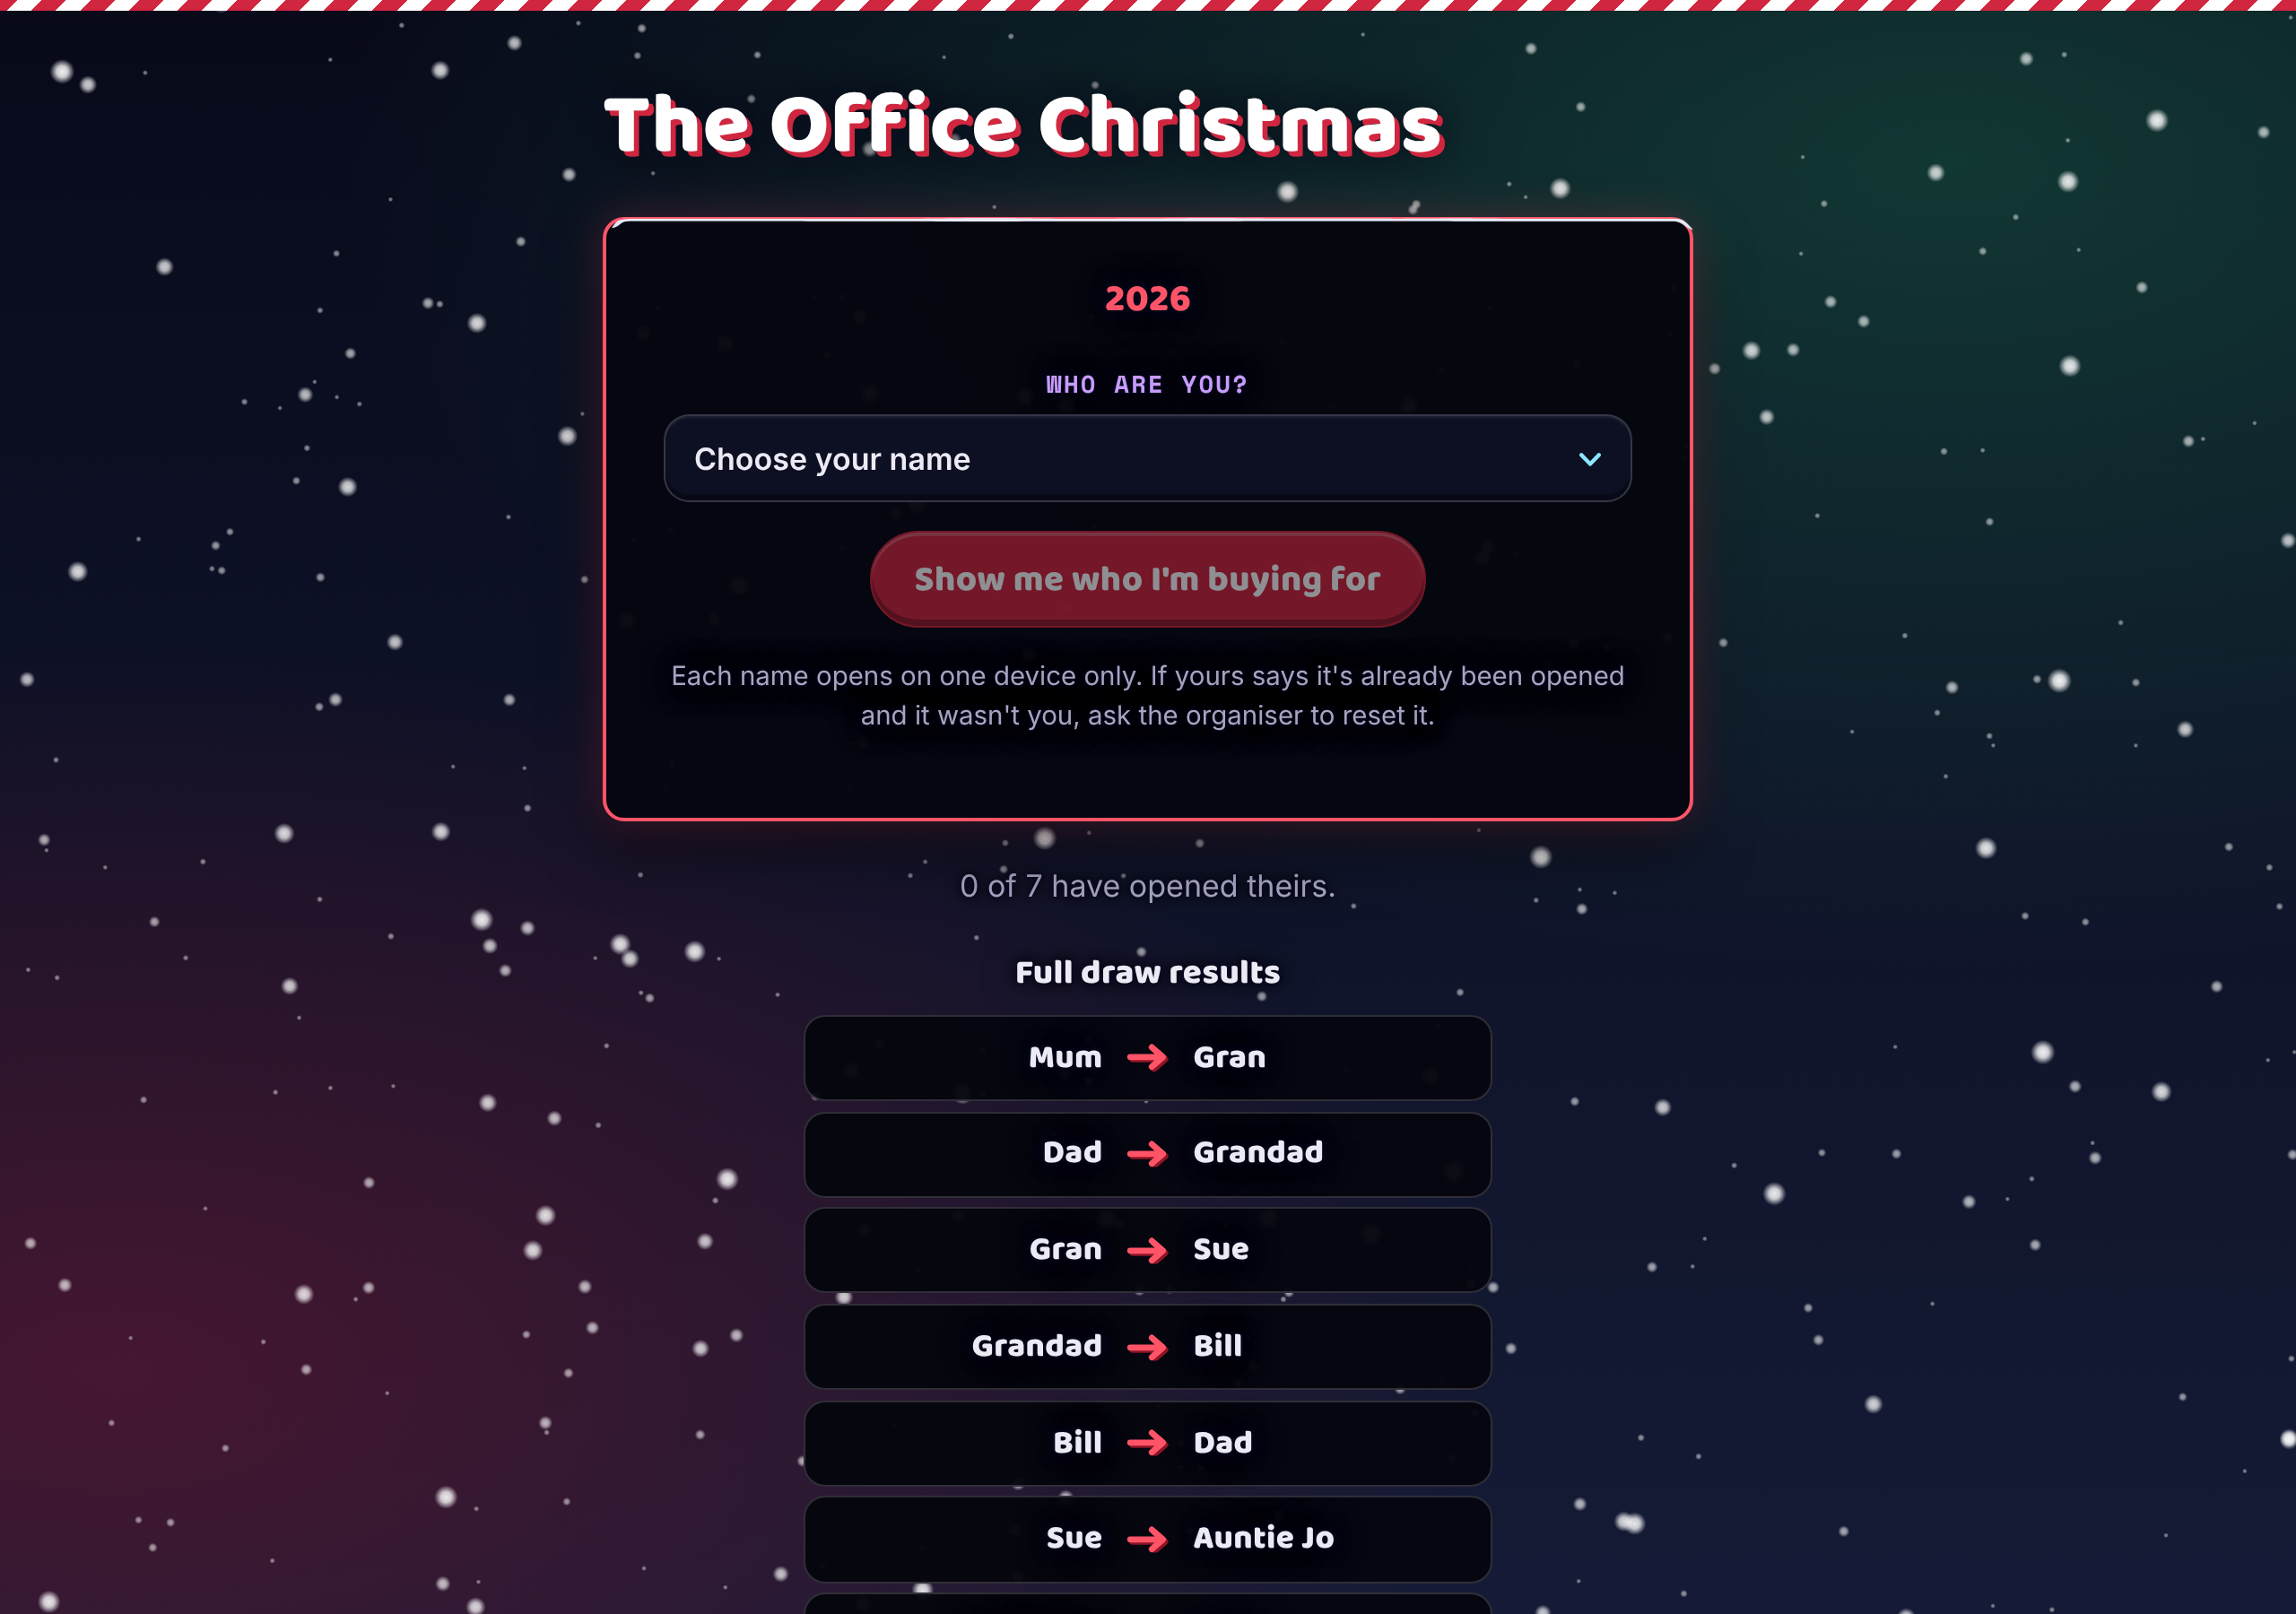 The Office Christmas
2026
WHO ARE YOU?
Choose your name
Show me who I'm buying for
Each name opens on one device only. If yours says it's already been opened
and it wasn't you, ask the organiser to reset it.
0 of 7 have opened theirs.
Full draw results
Mum → Gran
Dad → Grandad
Gran → Sue
Grandad → Bill
Bill → Dad
Sue → Auntie Jo